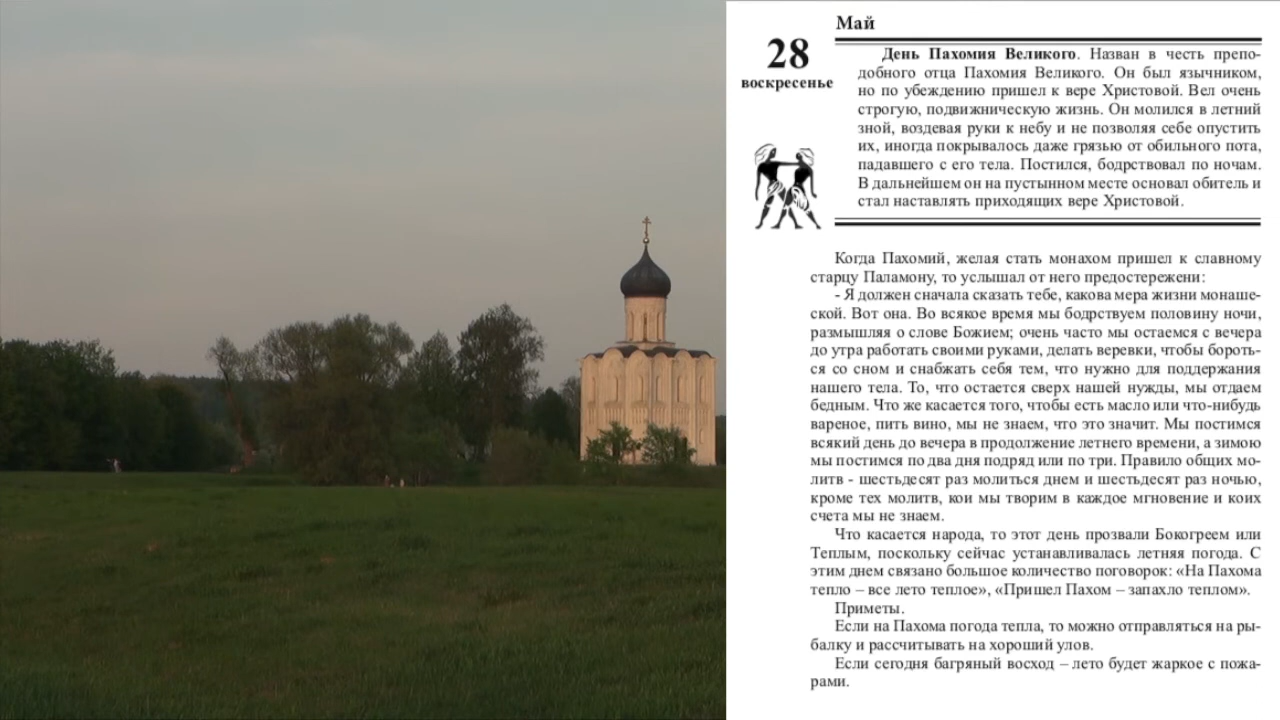 Май
28
воскресенье
День Пахомия Великого. Назван в честь препо-
добного отца Пахомия Великого. Он был язычником,
но по убеждению пришел к вере Христовой. Вел очень
строгую, подвижническую жизнь. Он молился в летний
зной, воздевая руки к небу и не позволяя себе опустить
их, иногда покрывалось даже грязью от обильного пота,
падавшего с его тела. Постился, бодрствовал по ночам.
В дальнейшем он на пустынном месте основал обитель и
стал наставлять приходящих вере Христовой.
Когда Пахомий, желая стать монахом пришел к славному
старцу Паламону, то услышал от него предостережени:
- Я должен сначала сказать тебе, какова мера жизни монаше-
ской. Вот она. Во всякое время мы бодрствуем половину ночи,
размышляя о слове Божием; очень часто мы остаемся с вечера
до утра работать своими руками, делать веревки, чтобы бороть-
ся со сном и снабжать себя тем, что нужно для поддержания
нашего тела. То, что остается сверх нашей нужды, мы отдаем
бедным. Что же касается того, чтобы есть масло или что-нибудь
вареное, пить вино, мы не знаем, что это значит. Мы постимся
всякий день до вечера в продолжение летнего времени, а зимою
мы постимся по два дня подряд или по три. Правило общих мо-
литв - шестьдесят раз молиться днем и шестьдесят раз ночью,
кроме тех молитв, кои мы творим в каждое мгновение и коих
счета мы не знаем.
Что касается народа, то этот день прозвали Бокогреем или
Теплым, поскольку сейчас устанавливалась летняя погода. С
этим днем связано большое количество поговорок: «На Пахома
тепло – все лето теплое», «Пришел Пахом – запахло теплом».
Приметы.
Если на Пахома погода тепла, то можно отправляться на ры-
балку и рассчитывать на хороший улов.
Если сегодня багряный восход – лето будет жаркое с пожа-
рами.